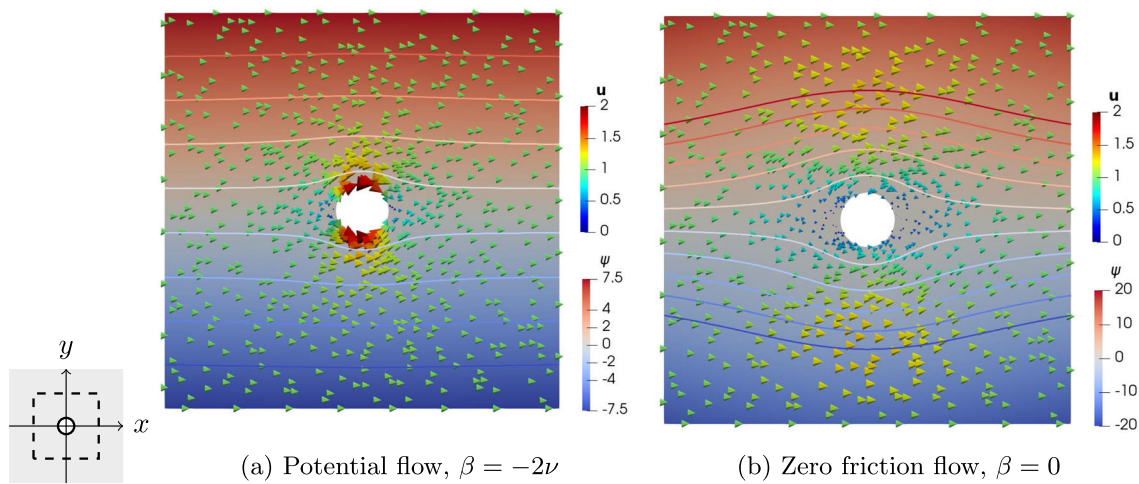 u
2
1.5
1
0.5
0
ψ
7.5
4
2
0
-2
-4
-7.5
u
2
1.5
1
0.5
0
ψ
20
10
0
-10
-20
y
x
(a) Potential flow, β = −2ν
(b) Zero friction flow, β = 0